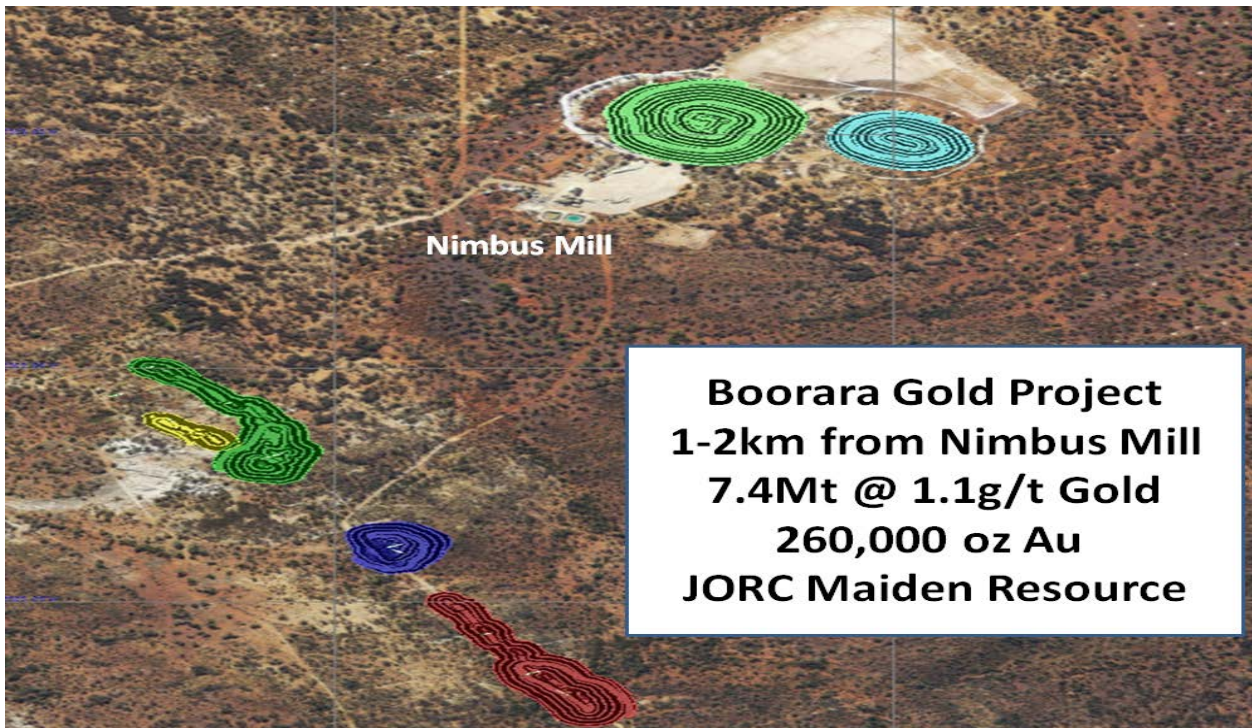 Nimbus Mill
Boorara Gold Project
1-2km from Nimbus Mill
7.4Mt @ 1.1g/t Gold
260,000 oz Au
JORC Maiden Resource